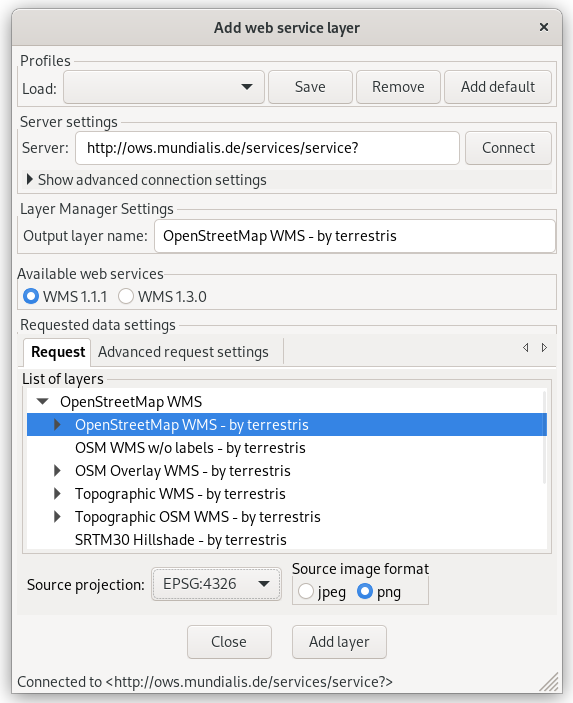 Add web service layer
Profiles
Load: Save Remove Add default
Server settings
Server: http://ows.mundialis.de/services/service? Connect
Show advanced connection settings
Layer Manager Settings
Output layer name: OpenStreetMap WMS - by terrestris
Available web services
WMS 1.1.1 WMS 1.3.0
Requested data settings
Request Advanced request settings
List of layers
OpenStreetMap WMS
OpenStreetMap WMS - by terrestris
OSM WMS w/o labels - by terrestris
OSM Overlay WMS - by terrestris
Topographic WMS - by terrestris
Topographic OSM WMS - by terrestris
SRTM30 Hillshade - by terrestris
Source image format
Source projection: EPSG:4326 jpeg png
Close Add layer
Connected to <http://ows.mundialis.de/services/service?>